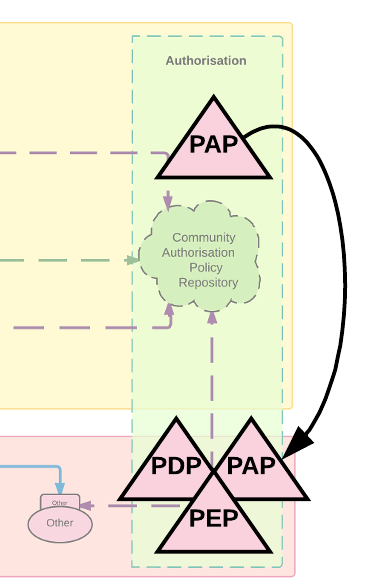 Authorisation
PAP
Community
Authorisation
Policy
Repository
PDP
PAP
PEP
Other
Other